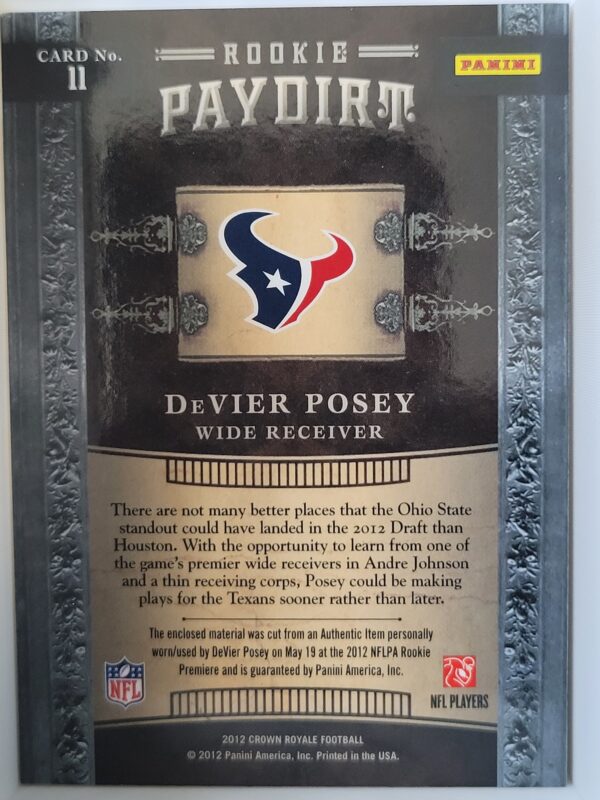 CARD No.
11
ROOKIE
PANINI
PAYDIRT
DeVIER POSEY
WIDE RECEIVER
There are not many better places that the Ohio State
standout could have landed in the 2012 Draft than
Houston. With the opportunity to learn from one of
the game's premier wide receivers in Andre Johnson
and a thin receiving corps, Posey could be making
plays for the Texans sooner rather than later.
The enclosed material was cut from an Authentic Item personally
worn/used by DeVier Posey on May 19 at the 2012 NFLPA Rookie
Premiere and is guaranteed by Panini America, Inc.
NFL
NFL PLAYERS
2012 CROWN ROYALE FOOTBALL
© 2012 Panini America, Inc. Printed in the USA.